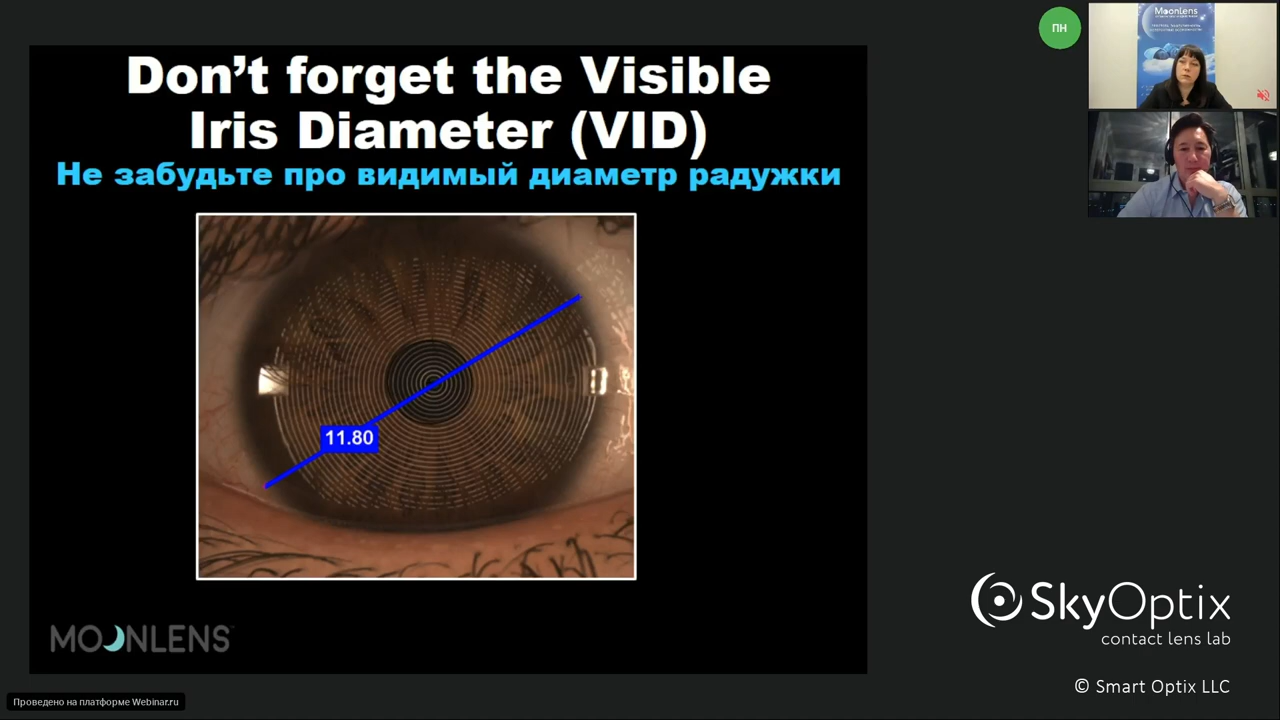 Don’t forget the Visible
Iris Diameter (VID)
Не забудьте про видимый диаметр радужки
11.80
MOONLENS™
ПН
MoonLens
SkyOptix
contact lens lab
© Smart Optix LLC
Проведено на платформе Webinar.ru